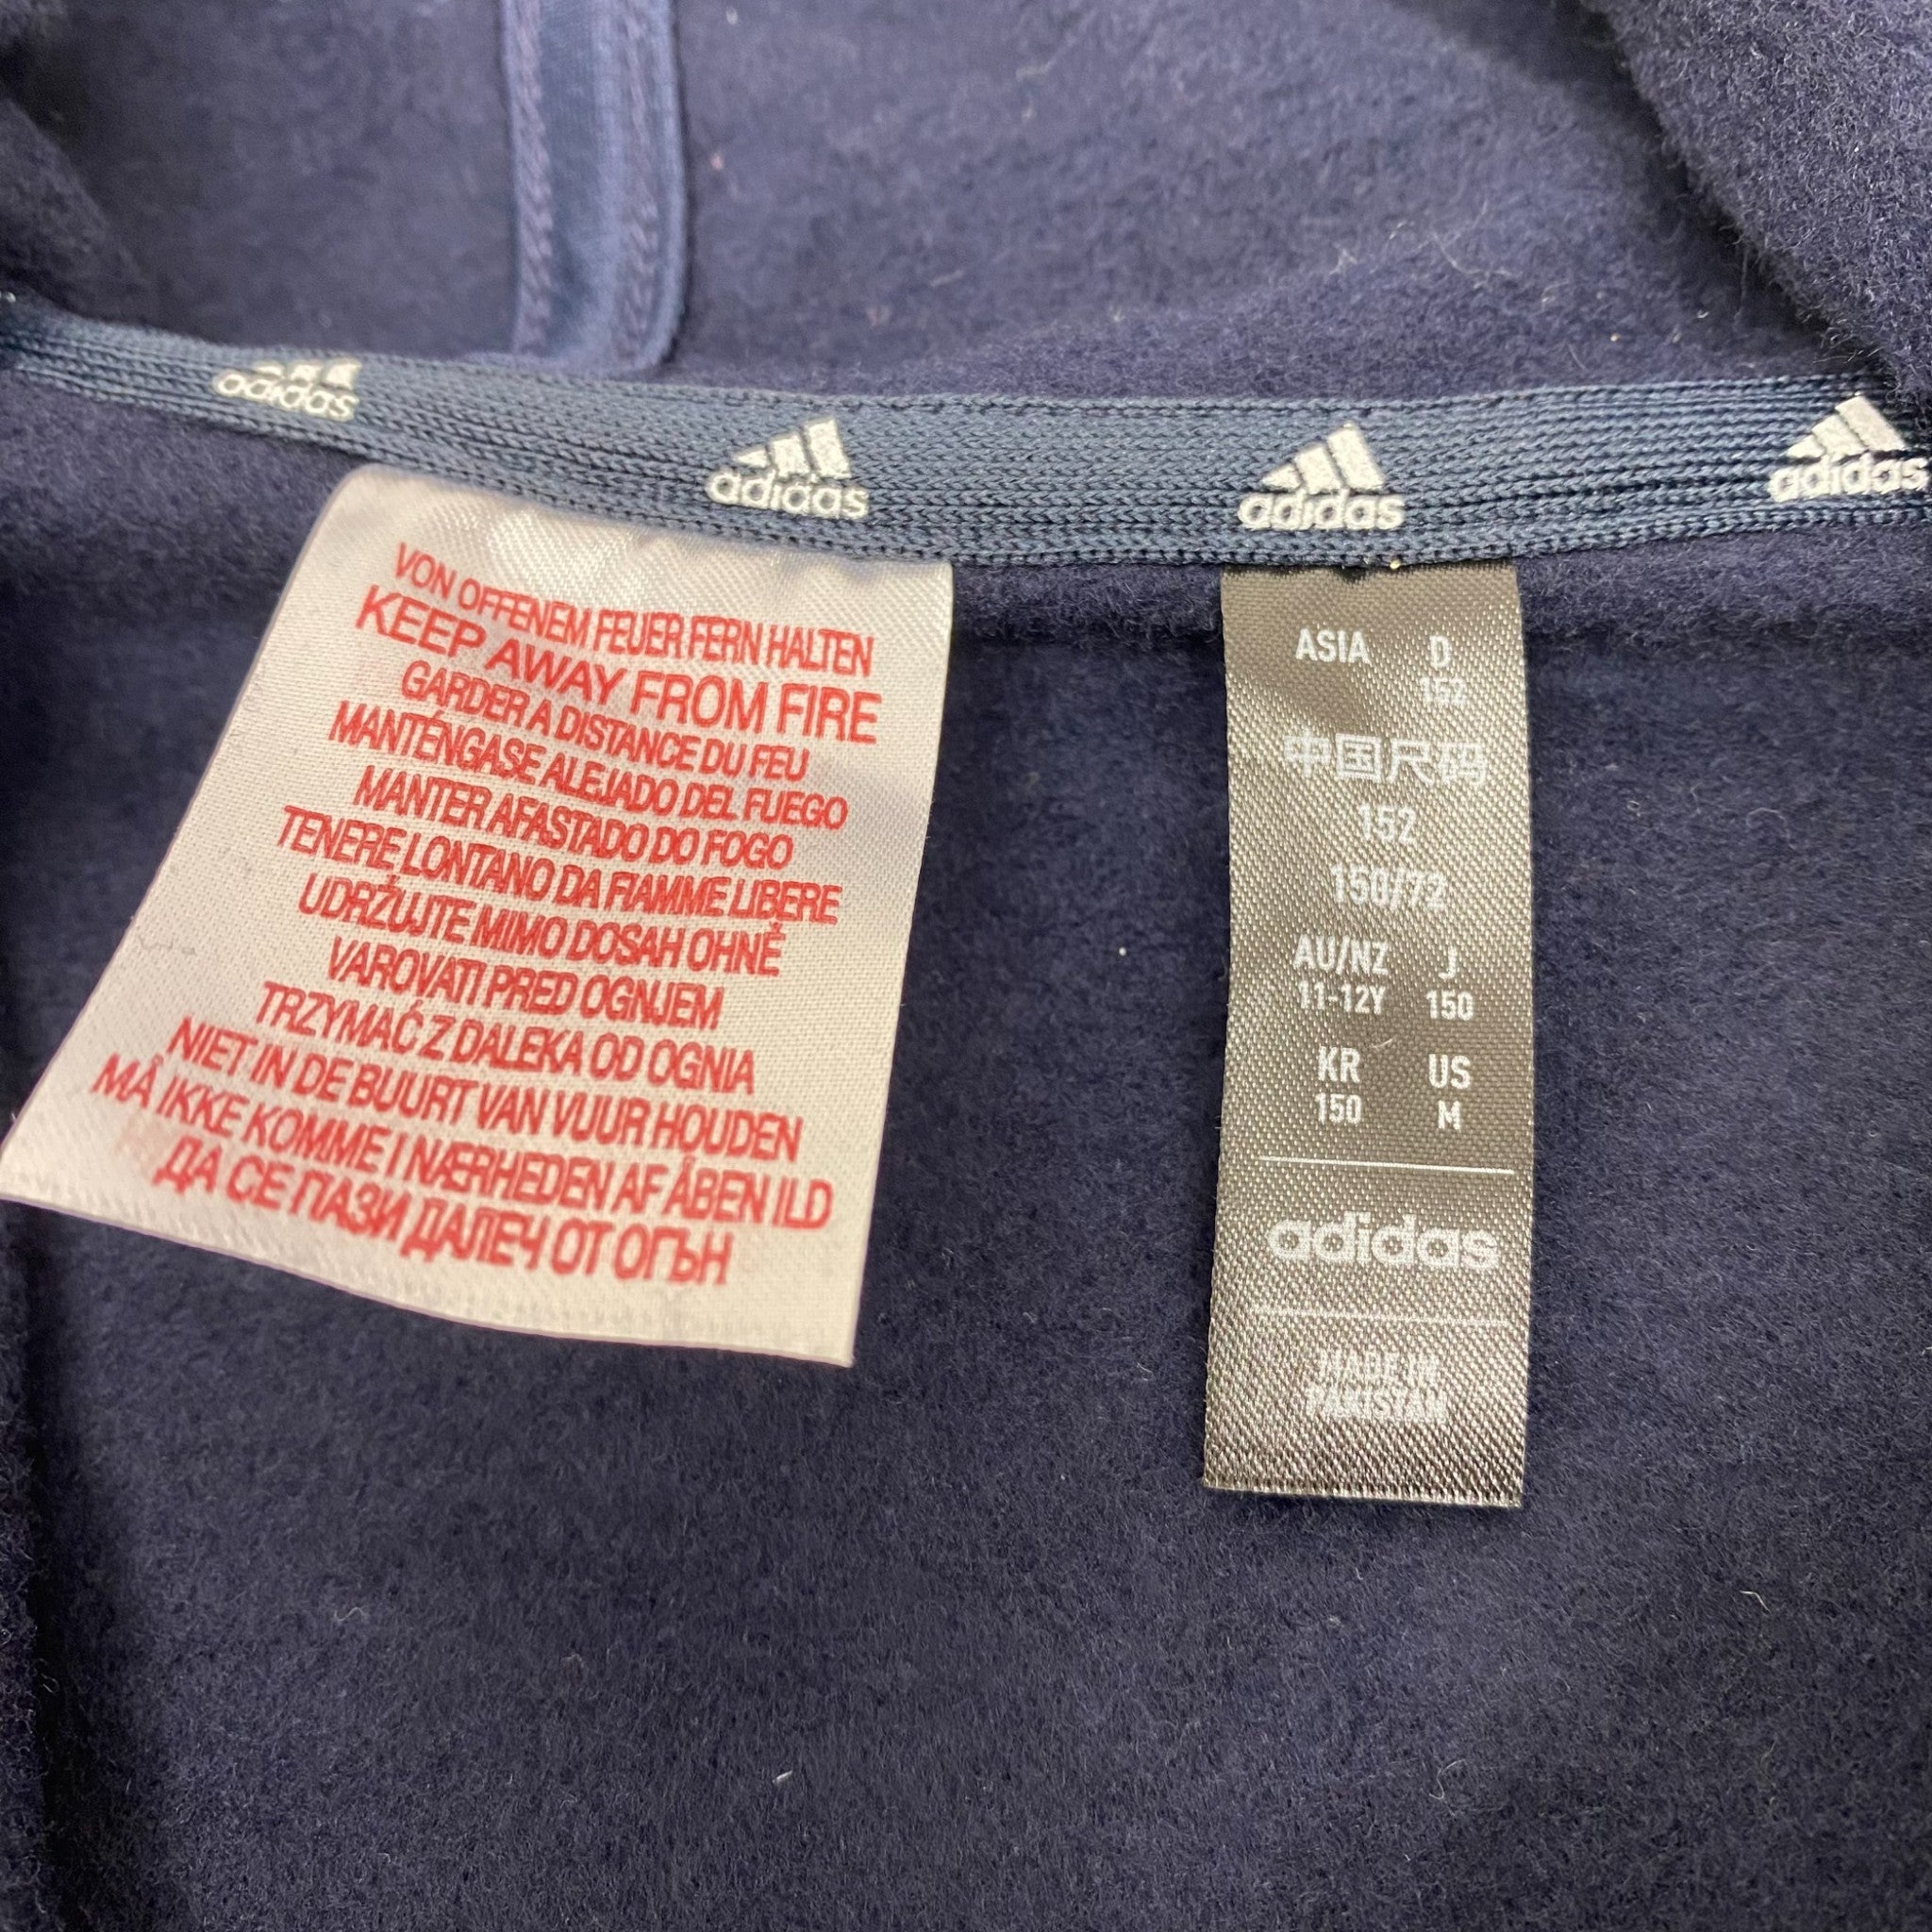 adidas
adidas
adidas
adidas
VON OFFENEM FEUER FERN HALTEN
KEEP AWAY FROM FIRE
GARDER A DISTANCE DU FEU
MANTÉNGASE ALEJADO DEL FUEGO
MANTER AFASTADO DO FOGO
TENERE LONTANO DA FIAMME LIBERE
UDRŽUJTE MIMO DOSAH OHNĚ
VAROVATI PRED OGNJEM
TRZYMAĆ Z DALEKA OD OGNIA
NIET IN DE BUURT VAN VUUR HOUDEN
MÅ IKKE KOMME I NÆRHEDEN AF ÅBEN ILD
ДА СЕ ПАЗИ ДАЛЕЧ ОТ ОГЪН
ASIA D
152
中国尺码
152
150/72
AU/NZ J
11-12Y 150
KR US
150 M
adidas
MADE IN
PAKISTAN